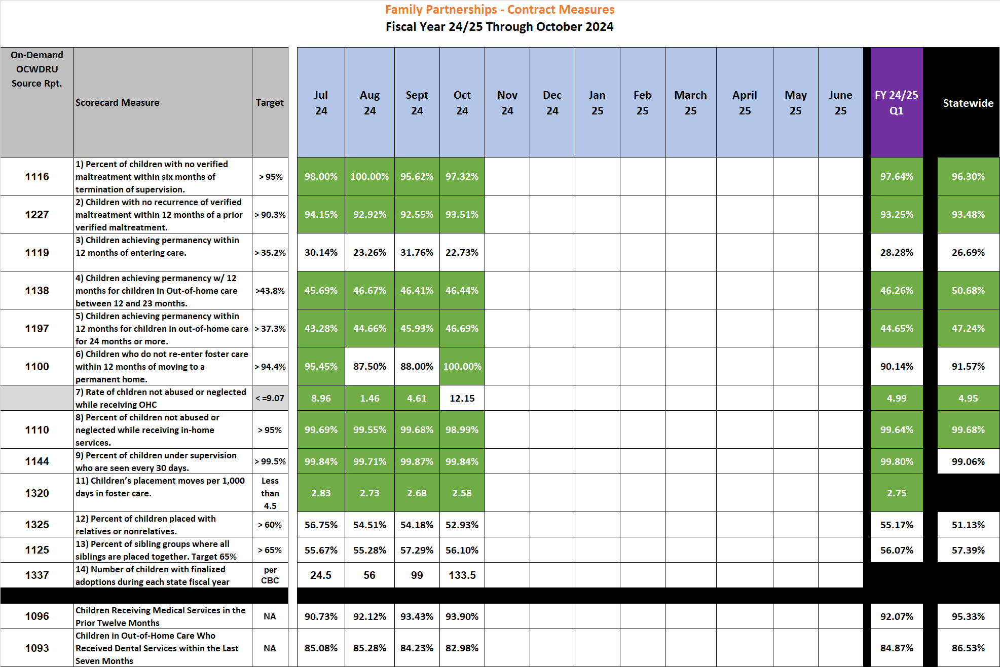 Family Partnerships - Contract Measures
Fiscal Year 24/25 Through October 2024
On-Demand
OCWDRU
Source Rpt.
Scorecard Measure
Target
Jul
24
Aug
24
Sept
24
Oct
24
Nov
24
Dec
24
Jan
25
Feb
25
March
25
April
25
May
25
June
25
FY 24/25
Q1
Statewide
1116
1) Percent of children with no verified
maltreatment within six months of
termination of supervision.
> 95%
98.00%
100.00%
95.62%
97.32%
97.64%
96.30%
1227
2) Children with no recurrence of verified
maltreatment within 12 months of a prior
verified maltreatment.
> 90.3%
94.15%
92.92%
92.55%
93.51%
93.25%
93.48%
1119
3) Children achieving permanency within
12 months of entering care.
> 35.2%
30.14%
23.26%
31.76%
22.73%
28.28%
26.69%
1138
4) Children achieving permanency w/ 12
months for children in Out-of-home care
between 12 and 23 months.
>43.8%
45.69%
46.67%
46.41%
46.44%
46.26%
50.68%
1197
5) Children achieving permanency within
12 months for children in out-of-home care
for 24 months or more.
> 37.3%
43.28%
44.66%
45.93%
46.69%
44.65%
47.24%
1100
6) Children who do not re-enter foster care
within 12 months of moving to a
permanent home.
> 94.4%
95.45%
87.50%
88.00%
100.00%
90.14%
91.57%
7) Rate of chldren not abused or neglected
while receiving OHC
< =9.07
8.96
1.46
4.61
12.15
4.99
4.95
1110
8) Percent of children not abused or
neglected while receiving in-home
services.
> 95%
99.69%
99.55%
99.68%
98.99%
99.64%
99.68%
1144
9) Percent of children under supervision
who are seen every 30 days.
> 99.5%
99.84%
99.71%
99.87%
99.84%
99.80%
99.06%
1320
11) Children’s placement moves per 1,000
days in foster care.
Less
than
4.5
2.83
2.73
2.68
2.58
2.75
1325
12) Percent of children placed with
relatives or nonrelatives.
> 60%
56.75%
54.51%
54.18%
52.93%
55.17%
51.13%
1125
13) Percent of sibling groups where all
siblings are placed together. Target 65%
> 65%
55.67%
55.28%
57.29%
56.10%
56.07%
57.39%
1337
14) Number of children with finalized
adoptions during each state fiscal year
per
CBC
24.5
56
99
133.5
1096
Children Receiving Medical Services in the
Prior Twelve Months
NA
90.73%
92.12%
93.43%
93.90%
92.07%
95.33%
1093
Children in Out-of-Home Care Who
Received Dental Services within the Last
Seven Months
NA
85.08%
85.28%
84.23%
82.98%
84.87%
86.53%